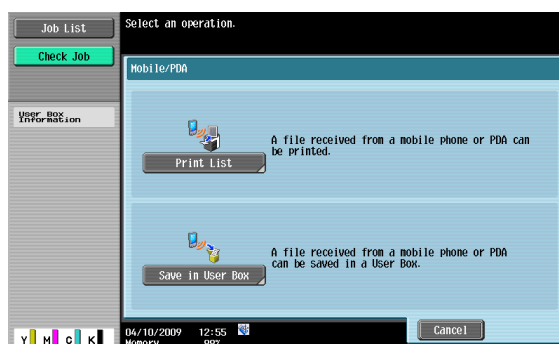 Job List
Select an operation.
Check Job
Mobile/PDA
User Box
Information
A file received from a mobile phone or PDA can
be printed.
Print List
A file received from a mobile phone or PDA
can be saved in a User Box.
Save in User Box
Y M C K
04/10/2009 12:55
Memory 99%
Cancel